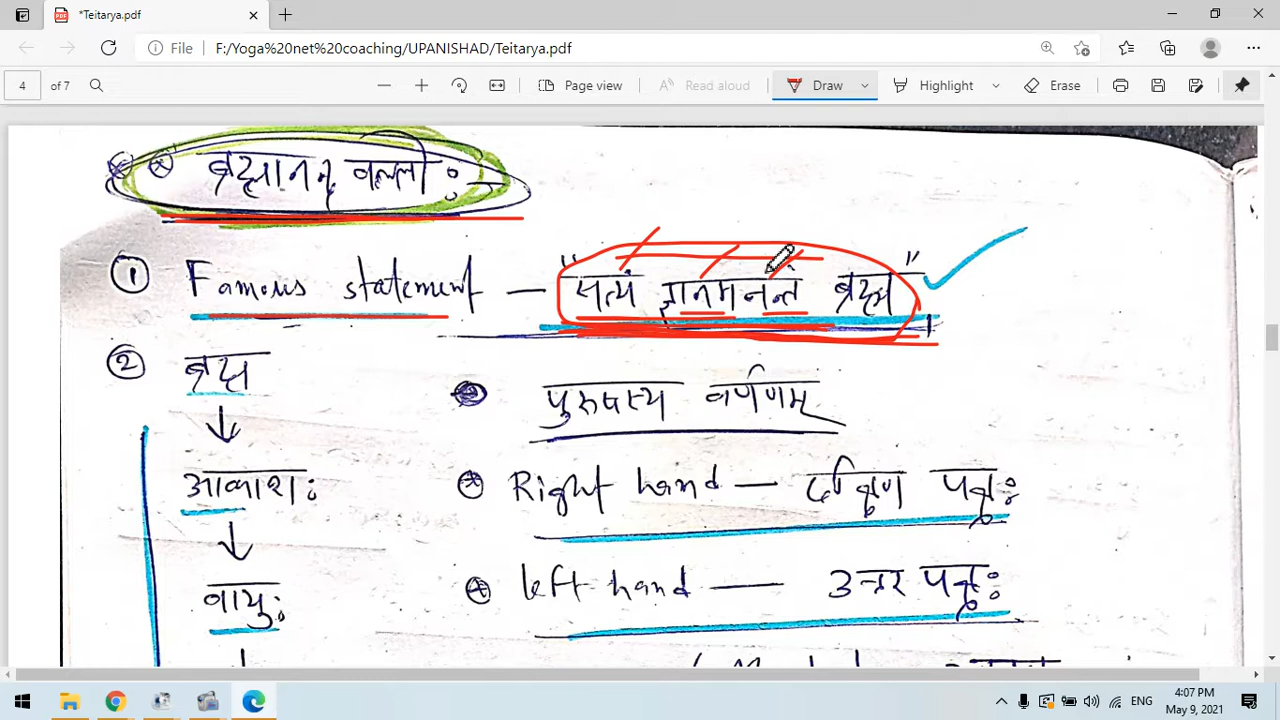 Teitarya.pdf
File F:/Yoga%20net%20coaching/UPANISHAD/Teitarya.pdf
4 of 7 Page view Read aloud Draw Highlight Erase
ब्रह्मानन्द वल्ली :-
① Famous statement — "सत्यं ज्ञानमनन्तं ब्रह्म"
② ब्रह्म
↓
पुरुषस्य वर्णणम्
आकाश:
Right hand — दक्षिण पक्ष:
↓
left hand — उत्तर पक्ष:
वायु:
ENG 4:07 PM
May 9, 2021